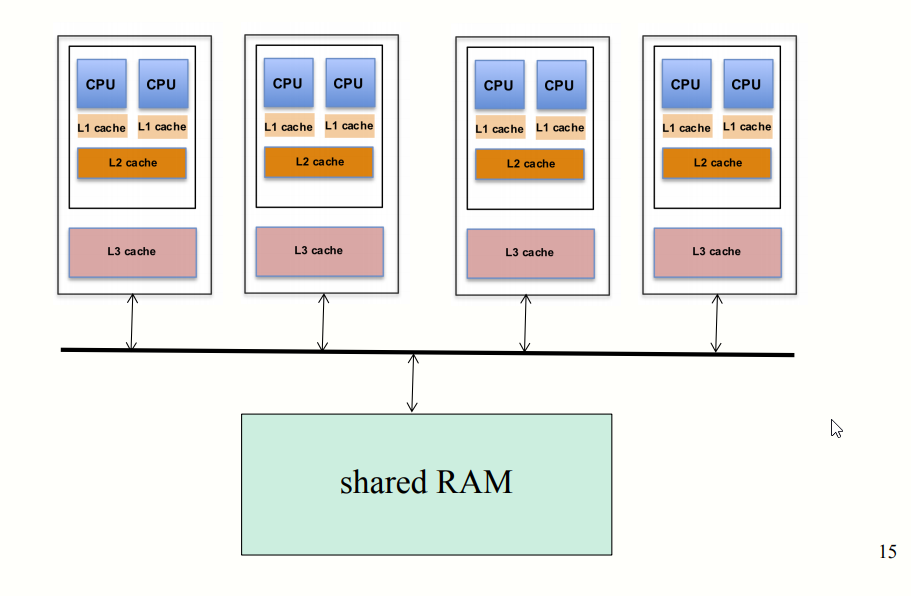 CPU CPU CPU CPU CPU CPU CPU CPU
L1 cache L1 cache L1 cache L1 cache L1 cache L1 cache L1 cache L1 cache
L2 cache L2 cache L2 cache L2 cache
L3 cache L3 cache L3 cache L3 cache
shared RAM
15